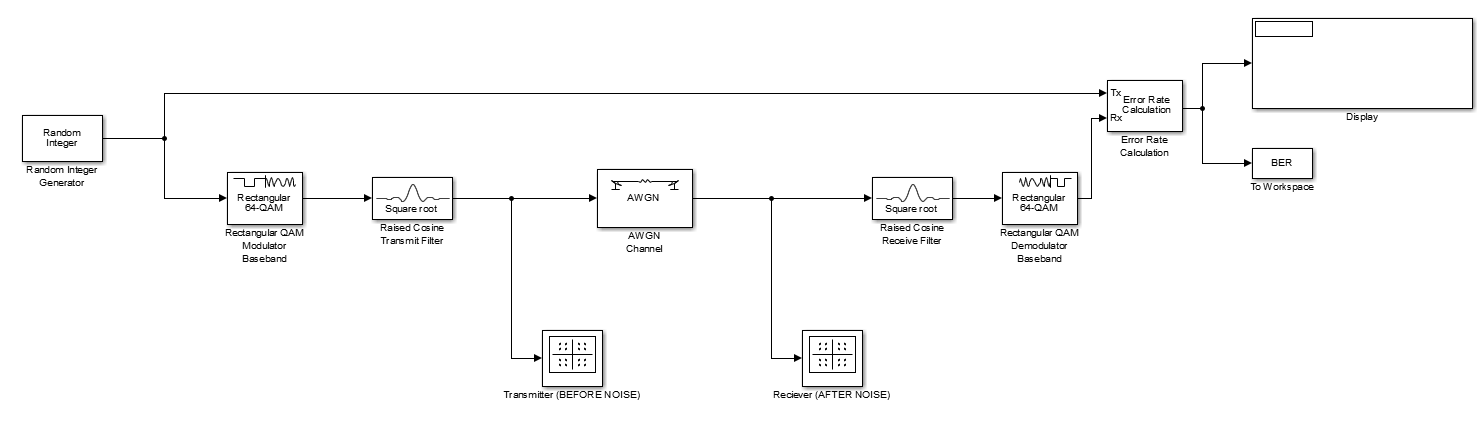 Random
Integer
Random Integer
Generator
Rectangular
64-QAM
Rectangular QAM
Modulator
Baseband
Square root
Raised Cosine
Transmit Filter
AWGN
AWGN
Channel
Square root
Raised Cosine
Receive Filter
Rectangular
64-QAM
Rectangular QAM
Demodulator
Baseband
Tx
Rx
Error Rate
Calculation
Error Rate
Calculation
Display
BER
To Workspace
Transmitter (BEFORE NOISE)
Reciever (AFTER NOISE)